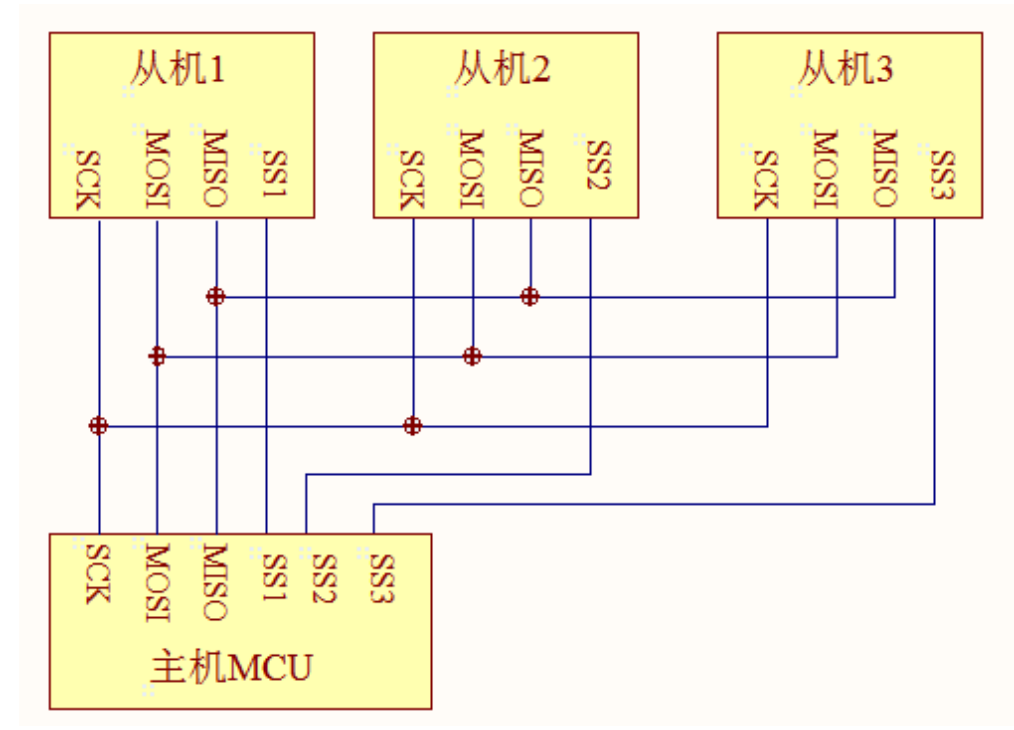 从机1
SCK
MOSI
MISO
SS1
从机2
SCK
MOSI
MISO
SS2
从机3
SCK
MOSI
MISO
SS3
SCK
MOSI
MISO
SS1
SS2
SS3
主机MCU